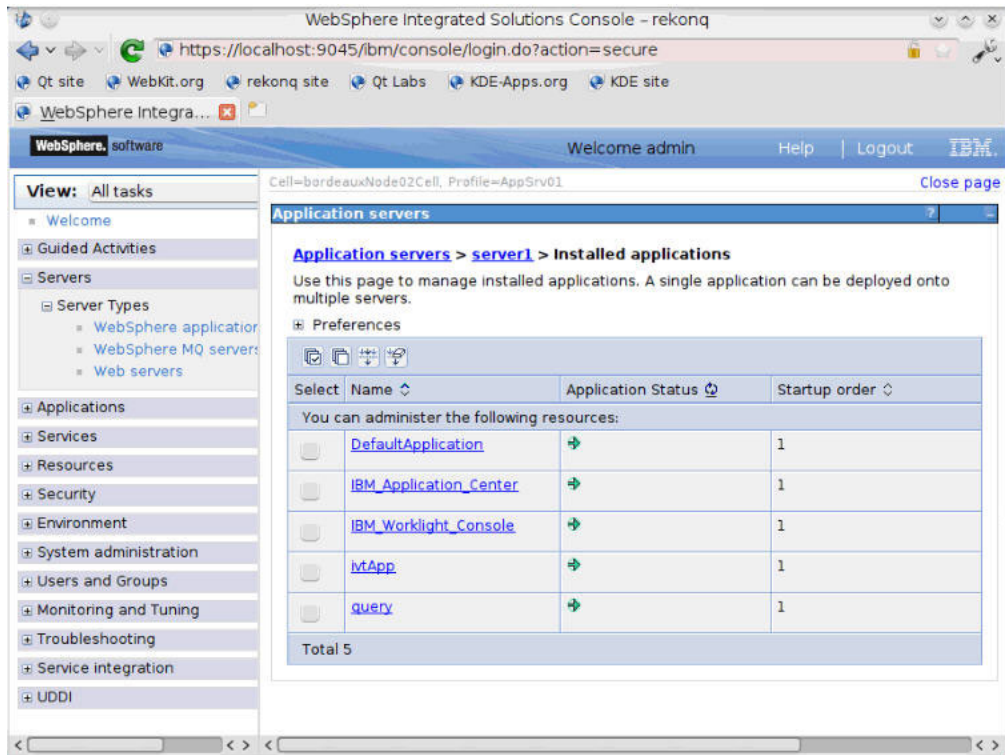 WebSphere Integrated Solutions Console – rekonq
https://localhost:9045/ibm/console/login.do?action=secure
Qt site WebKit.org rekonq site Qt Labs KDE-Apps.org KDE site
WebSphere Integra...
WebSphere. software Welcome admin Help | Logout IBM.
View: All tasks
Welcome
Guided Activities
Servers
Server Types
WebSphere application
WebSphere MQ servers
Web servers
Applications
Services
Resources
Security
Environment
System administration
Users and Groups
Monitoring and Tuning
Troubleshooting
Service integration
UDDI
Cell=bordeauxNode02Cell, Profile=AppSrv01 Close page
Application servers ? –
Application servers > server1 > Installed applications
Use this page to manage installed applications. A single application can be deployed onto
multiple servers.
Preferences
Select Name Application Status Startup order
You can administer the following resources:
DefaultApplication 1
IBM_Application_Center 1
IBM_Worklight_Console 1
ivtApp 1
query 1
Total 5